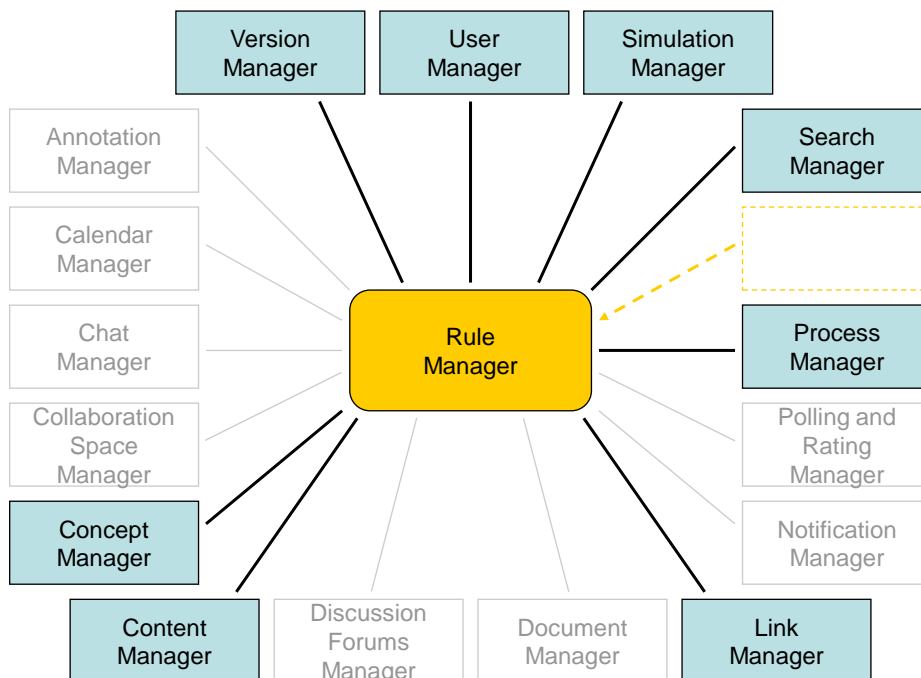 Version
Manager
User
Manager
Simulation
Manager
Annotation
Manager
Search
Manager
Calendar
Manager
Chat
Manager
Rule
Manager
Process
Manager
Collaboration
Space
Manager
Polling and
Rating
Manager
Concept
Manager
Notification
Manager
Content
Manager
Discussion
Forums
Manager
Document
Manager
Link
Manager